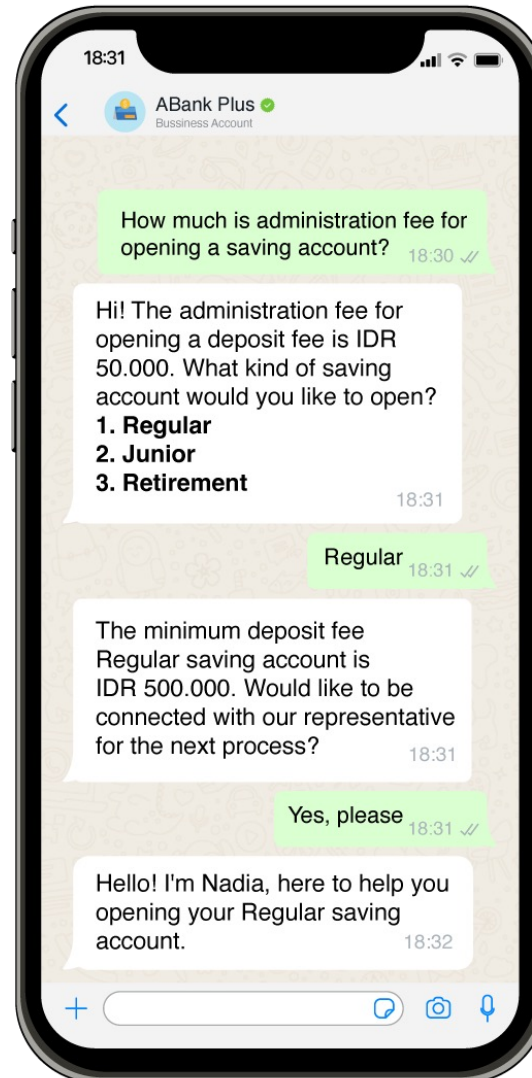 18:31
ABank Plus
Bussiness Account
How much is administration fee for
opening a saving account?
18:30
Hi! The administration fee for
opening a deposit fee is IDR
50.000. What kind of saving
account would you like to open?
1. Regular
2. Junior
3. Retirement
18:31
Regular
18:31
The minimum deposit fee
Regular saving account is
IDR 500.000. Would like to be
connected with our representative
for the next process?
18:31
Yes, please
18:31
Hello! I'm Nadia, here to help you
opening your Regular saving
account.
18:32